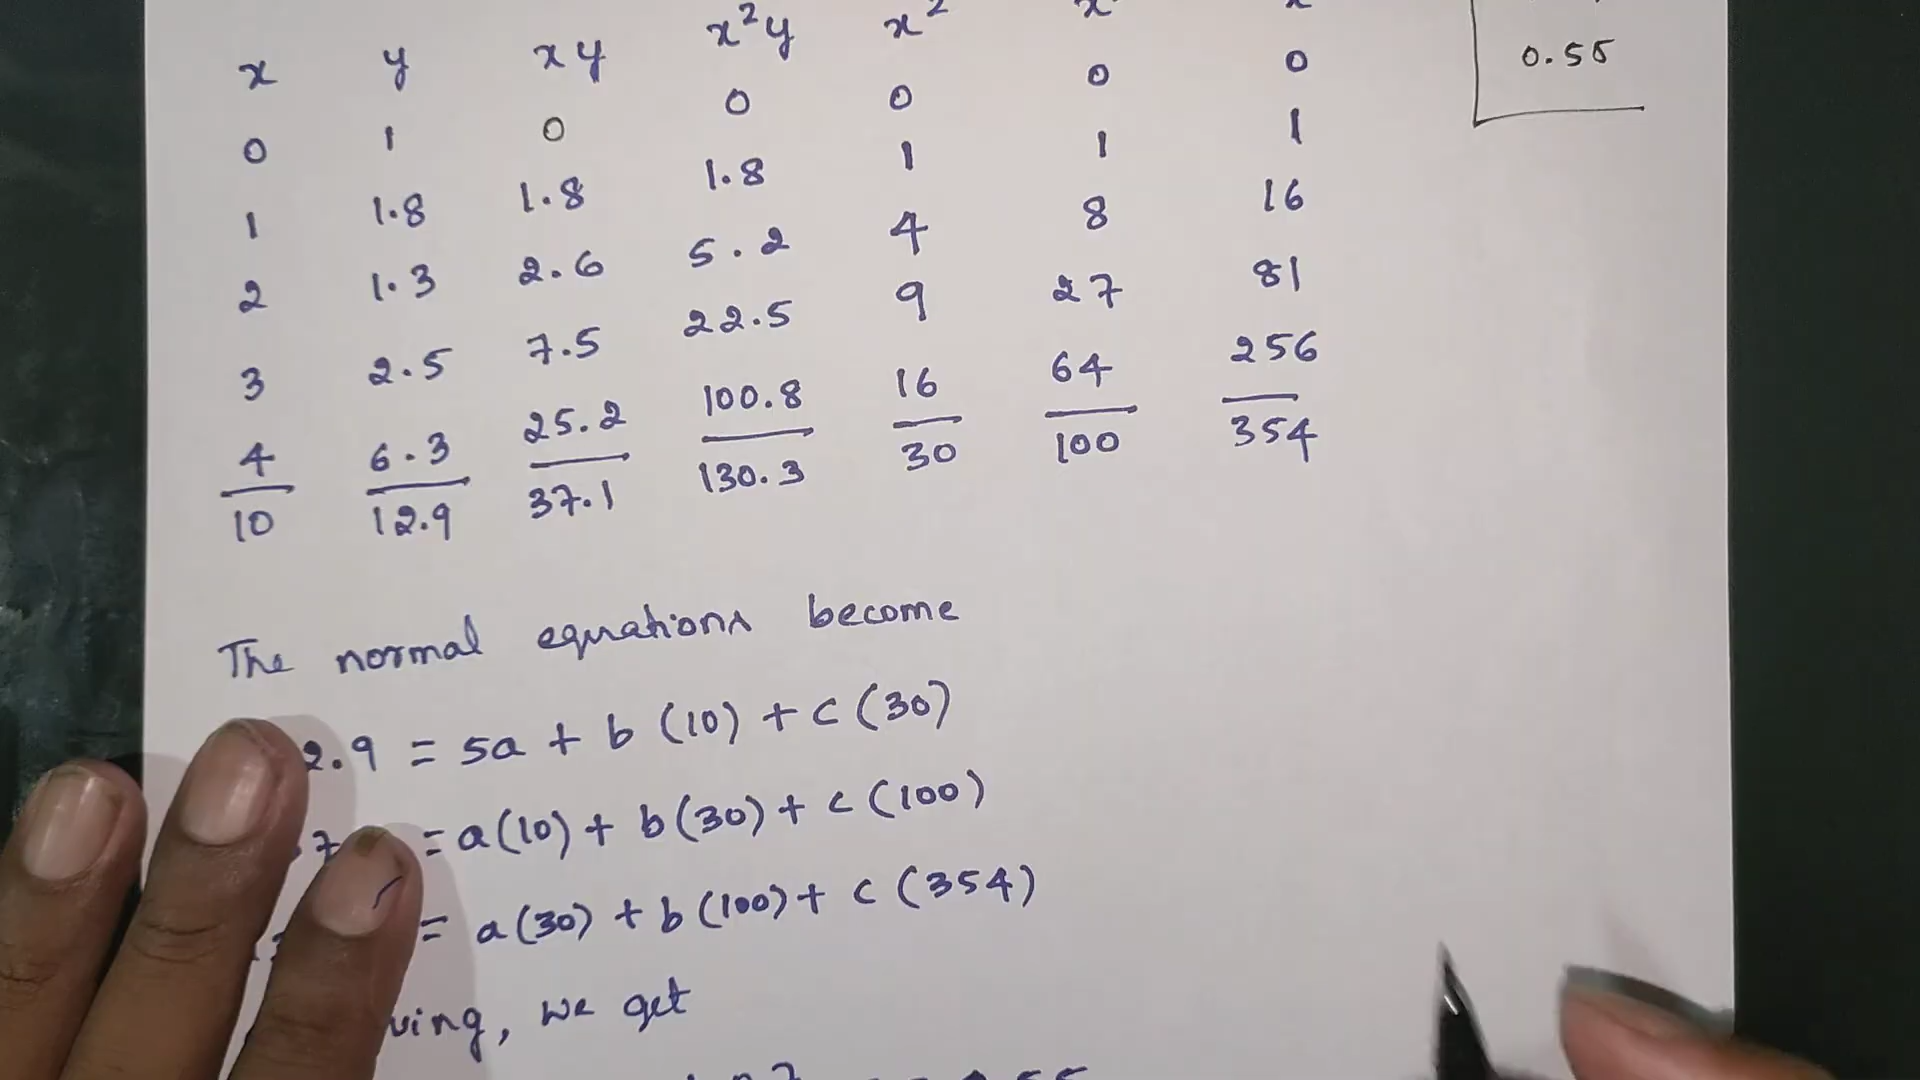 x y xy x²y x² x x
0 1 0 0 0 0 0
1 1.8 1.8 1.8 1 1 1
2 1.3 2.6 5.2 4 8 16
3 2.5 7.5 22.5 9 27 81
4 6.3 25.2 100.8 16 64 256
10 12.9 37.1 130.3 30 100 354
0.55
The normal equations become
2.9 = 5a + b (10) + c (30)
7 = a(10) + b(30) + c (100)
= a(30) + b(100) + c (354)
ving, we get